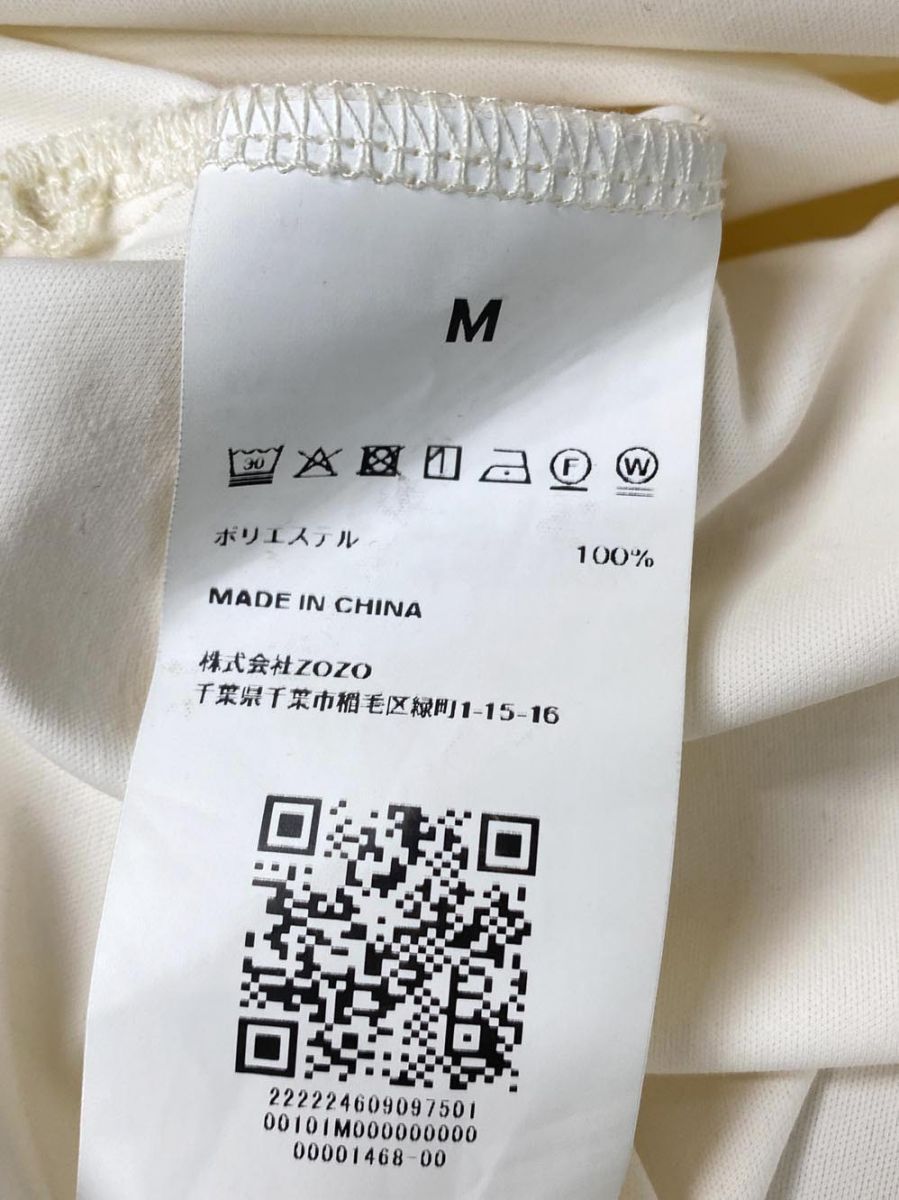 M
30 F W
ポリエステル 100%
MADE IN CHINA
株式会社ZOZO
千葉県千葉市稲毛区緑町1-15-16
222224609097501
00101M000000000
00001468-00